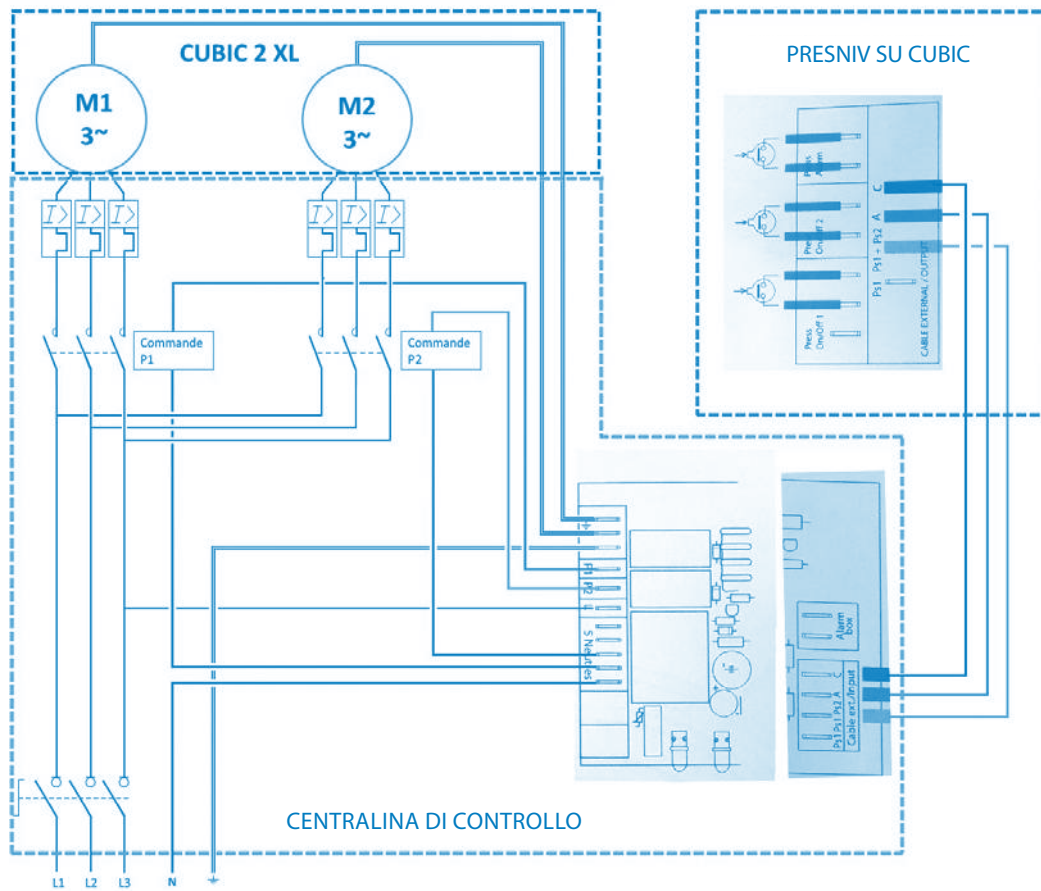 CUBIC 2 XL
M1
3~
M2
3~
PRESNIV SU CUBIC
Press
Alarm
Press
On/Off 2
Press
On/Off 1
C
A
Ps1 + Ps2
Ps1
CABLE EXTERNAL / OUTPUT
I>
I>
I>
I>
I>
I>
Commande
P1
Commande
P2
P1
P2
L
5 Neutres
Alarm
box
Ps1 Ps1 Ps2 A C
Cable ext./Input
CENTRALINA DI CONTROLLO
L1
L2
L3
N